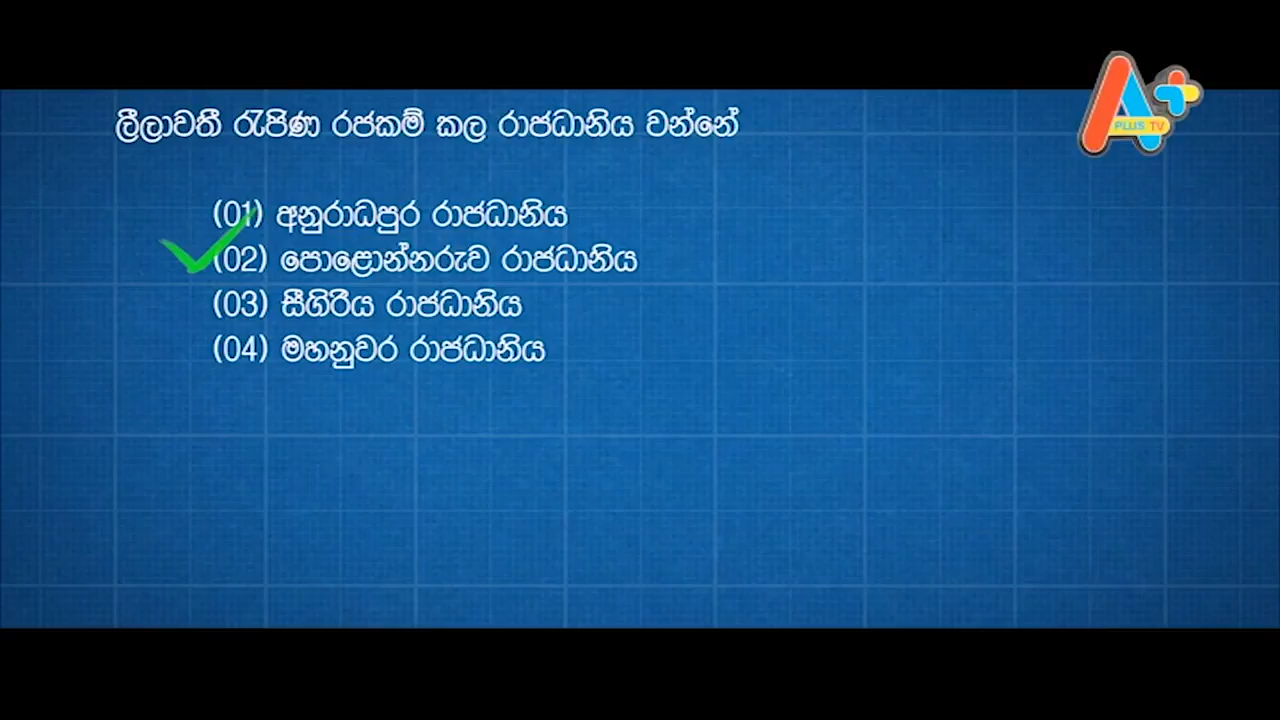 ලීලාවතී රැපිණ රජකම් කල රාජධානිය වන්නේ
(01) අනුරාධපුර රාජධානිය
(02) පොළොන්නරුව රාජධානිය
(03) සීගිරිය රාජධානිය
(04) මහනුවර රාජධානිය
A+
PLUS TV